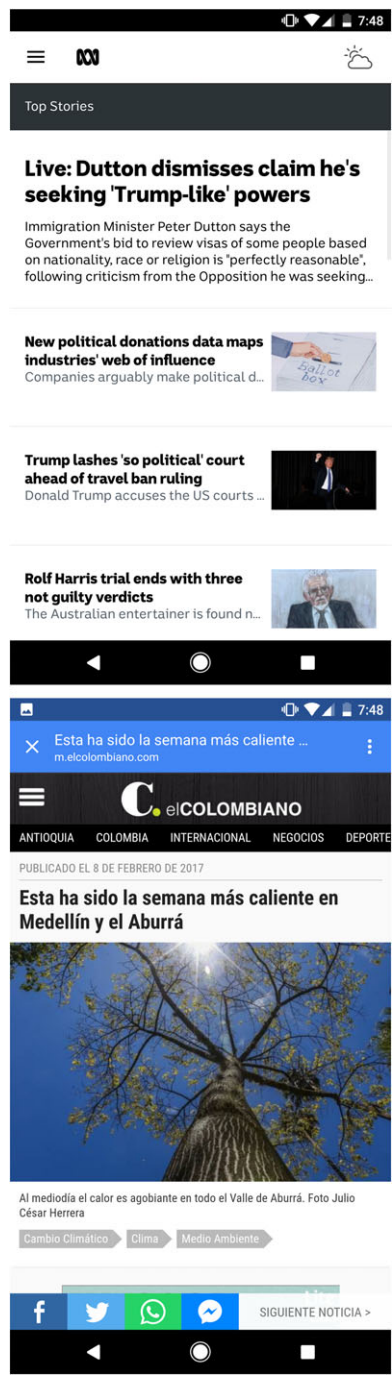 7:48
Top Stories
Live: Dutton dismisses claim he's
seeking 'Trump-like' powers
Immigration Minister Peter Dutton says the
Government's bid to review visas of some people based
on nationality, race or religion is "perfectly reasonable",
following criticism from the Opposition he was seeking...
New political donations data maps
industries' web of influence
Companies arguably make political d...
Ballot
box
Trump lashes 'so political' court
ahead of travel ban ruling
Donald Trump accuses the US courts ...
Rolf Harris trial ends with three
not guilty verdicts
The Australian entertainer is found n...
7:48
Esta ha sido la semana más caliente ...
m.elcolombiano.com
C. elCOLOMBIANO
ANTIOQUIA COLOMBIA INTERNACIONAL NEGOCIOS DEPORTE
PUBLICADO EL 8 DE FEBRERO DE 2017
Esta ha sido la semana más caliente en
Medellín y el Aburrá
Al mediodía el calor es agobiante en todo el Valle de Aburrá. Foto Julio
César Herrera
Cambio Climático Clima Medio Ambiente
SIGUIENTE NOTICIA >